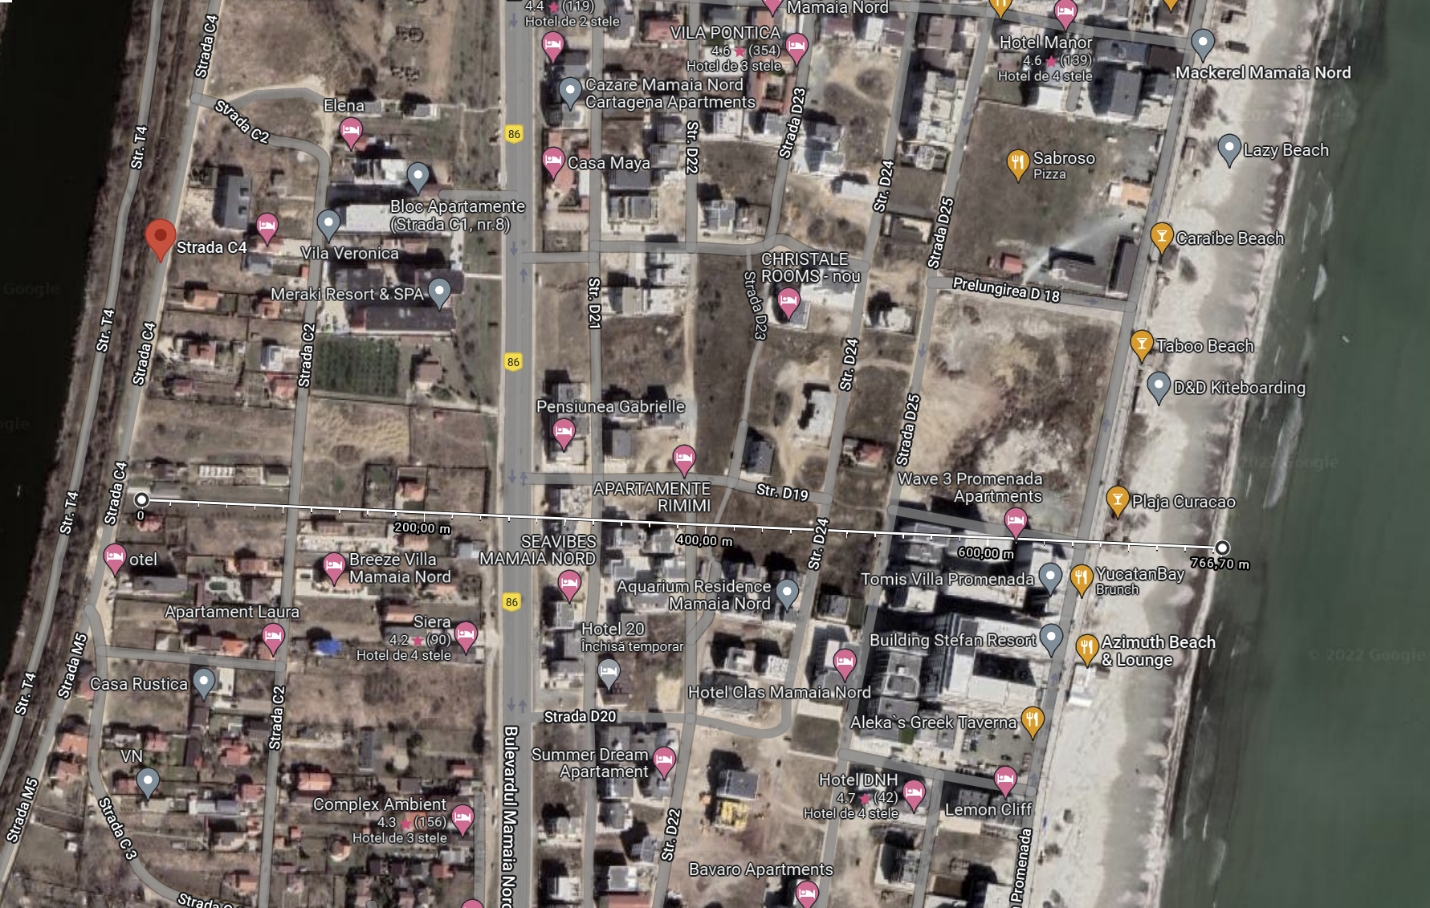 4.4 ★ (119)
Hotel de 2 stele
Mamaia Nord
VILA PONTICA
4.6 ★ (354)
Hotel de 3 stele
Hotel Manor
4.6 ★ (139)
Hotel de 4 stele
Mackerel Mamaia Nord
Strada C4
Cazare Mamaia Nord
Cartagena Apartments
Elena
Strada C2
Str. T4
86
Str. D22
Strada D23
Casa Maya
Sabroso
Pizza
Lazy Beach
Str. D24
Bloc Apartamente
(Strada C1, nr.8)
Strada D25
Caraibe Beach
Strada C4
Vila Veronica
CHRISTALE
ROOMS - nou
Meraki Resort & SPA
Str. D21
Strada D23
Prelungirea D 18
Google
Str. T4
Strada C4
Strada C2
86
Str. D24
Taboo Beach
D&D Kiteboarding
Pensiunea Gabrielle
Strada D25
Strada C4
Str. T4
APARTAMENTE
RIMIMI
Str. D19
Wave 3 Promenada
Apartments
Plaja Curacao
0
200,00 m
400,00 m
600,00 m
766,70 m
SEAVIBES
MAMAIA NORD
Str. D24
otel
Breeze Villa
Mamaia Nord
Aquarium Residence
Mamaia Nord
Tomis Villa Promenada
YucatanBay
Brunch
86
Apartament Laura
Siera
4.2 ★ (90)
Hotel de 4 stele
Hotel 20
Închisă temporar
Building Stefan Resort
Azimuth Beach
& Lounge
© 2022 Google
Strada M5
Str. T4
Casa Rustica
Strada C2
Hotel Clas Mamaia Nord
Strada D20
Aleka`s Greek Taverna
VN
Summer Dream
Apartament
Bulevardul Mamaia Nord
Strada M5
Strada C3
Complex Ambient
4.3 ★ (156)
Hotel de 3 stele
Str. D22
Hotel DNH
4.7 ★ (42)
Hotel de 4 stele
Lemon Cliff
Bavaro Apartments
Promenada
Strada